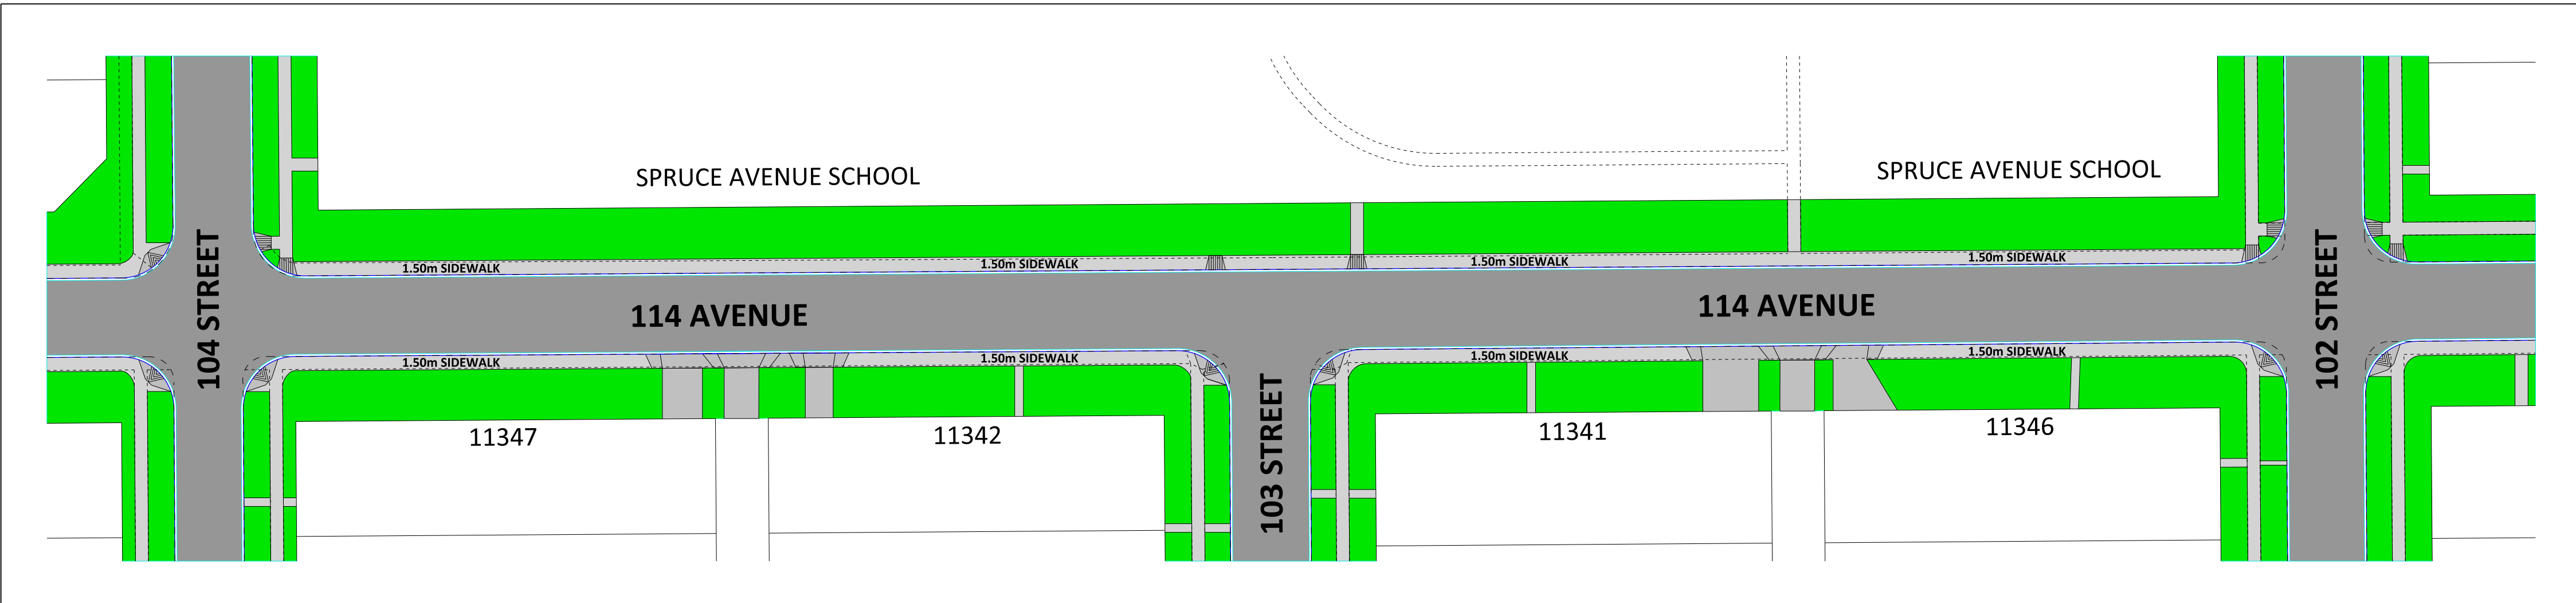 SPRUCE AVENUE SCHOOL
SPRUCE AVENUE SCHOOL
1.50m SIDEWALK
1.50m SIDEWALK
1.50m SIDEWALK
1.50m SIDEWALK
104 STREET
114 AVENUE
114 AVENUE
102 STREET
1.50m SIDEWALK
1.50m SIDEWALK
1.50m SIDEWALK
1.50m SIDEWALK
103 STREET
11347
11342
11341
11346